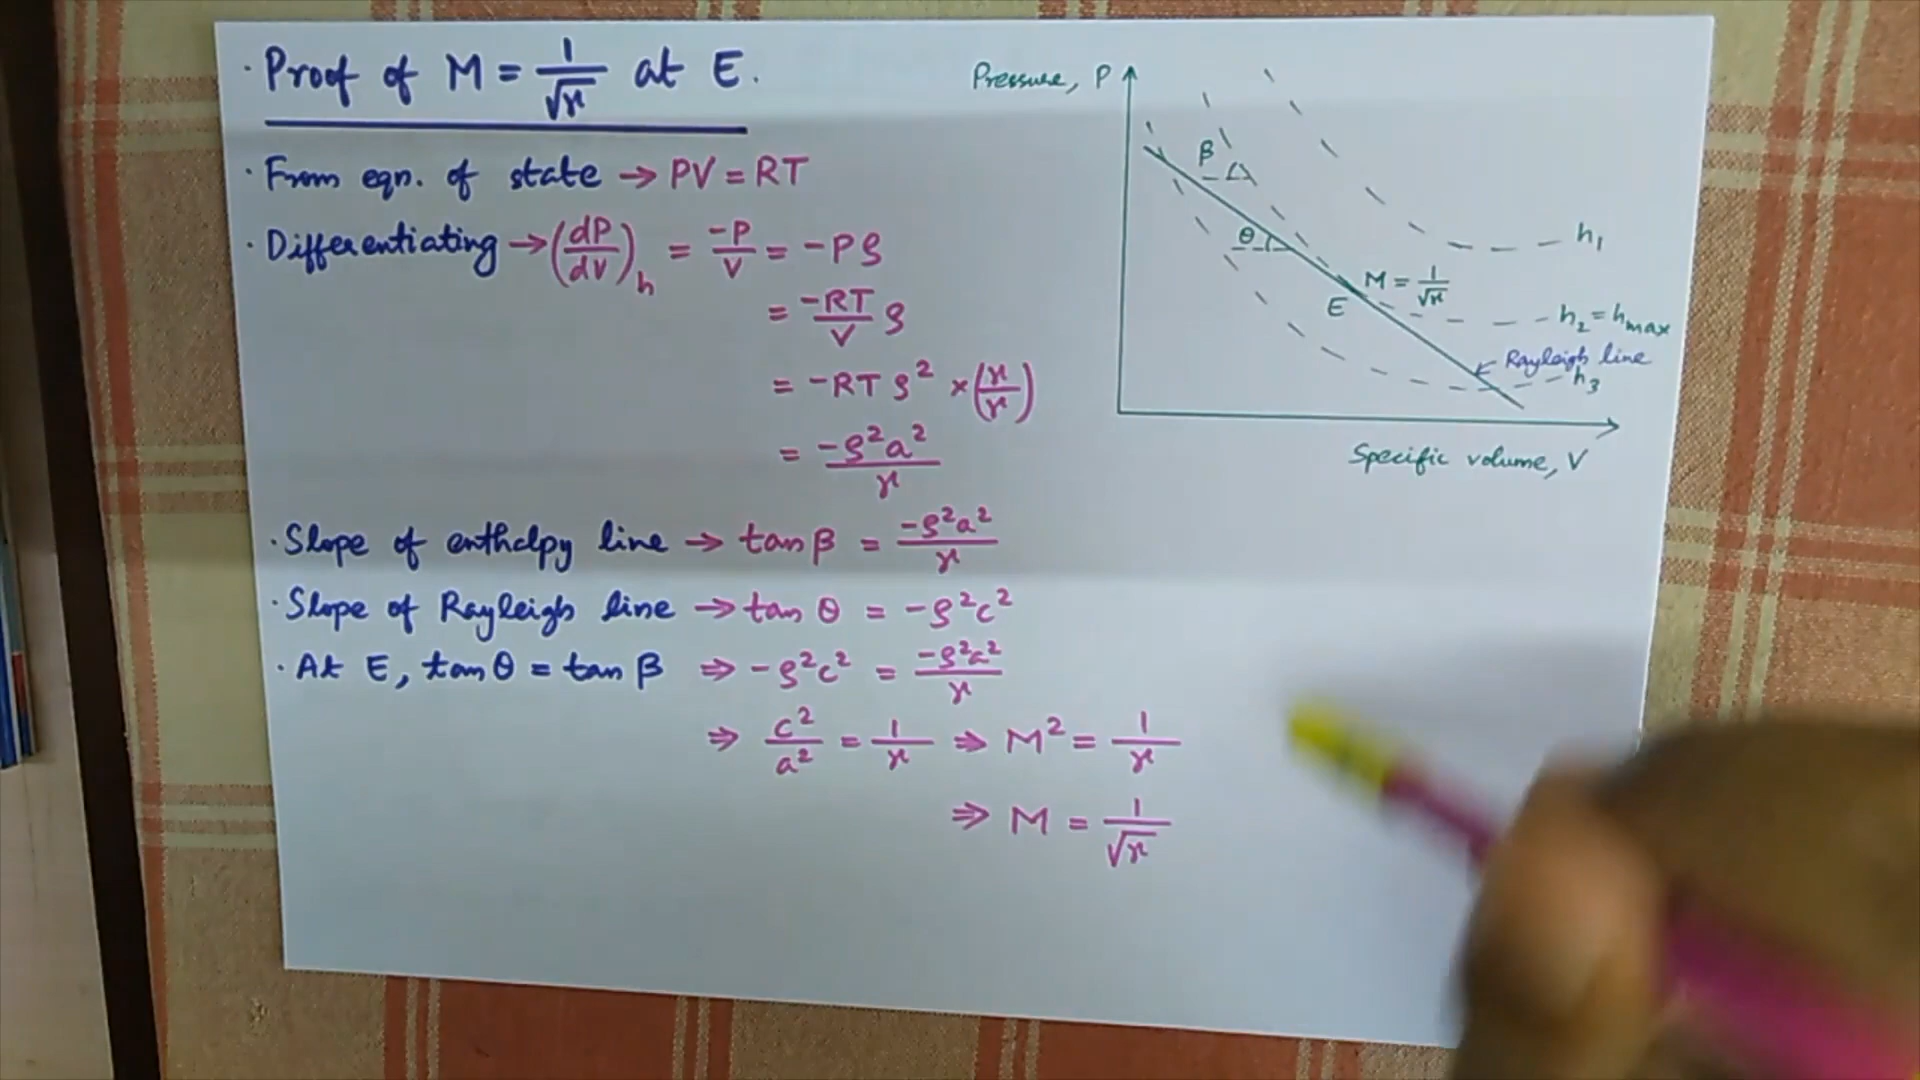 · Proof of M = 1/√γ at E.
· From eqn. of state → PV = RT
· Differentiating → (dP/dV)h = -P/V = -Pρ
= -RT/V ρ
= -RTρ² × (γ/γ)
= -ρ²a²/γ
· Slope of enthalpy line → tan β = -ρ²a²/γ
· Slope of Rayleigh line → tan θ = -ρ²c²
· At E, tan θ = tan β ⇒ -ρ²c² = -ρ²a²/γ
⇒ c²/a² = 1/γ ⇒ M² = 1/γ
⇒ M = 1/√γ
Pressure, P
β
θ
h₁
M = 1/√γ
E
h₂ = hmax
Rayleigh line
h₃
Specific volume, V